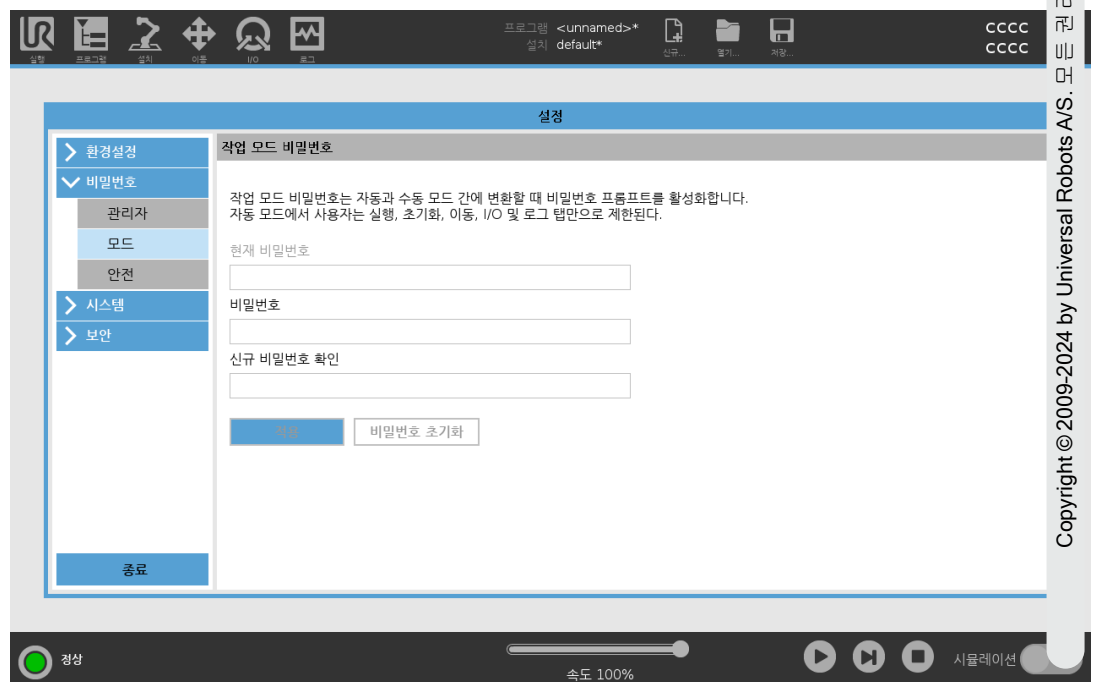 UR
실행
프로그램
설치
이동
I/O
로그
프로그램 <unnamed>*
설치 default*
신규...
열기...
저장...
CCCC
CCCC
설정
환경설정
비밀번호
관리자
모드
안전
시스템
보안
종료
작업 모드 비밀번호
작업 모드 비밀번호는 자동과 수동 모드 간에 변환할 때 비밀번호 프롬프트를 활성화합니다.
자동 모드에서 사용자는 실행, 초기화, 이동, I/O 및 로그 탭만으로 제한된다.
현재 비밀번호
비밀번호
신규 비밀번호 확인
적용
비밀번호 초기화
정상
속도 100%
시뮬레이션
Copyright © 2009-2024 by Universal Robots A/S. 모든